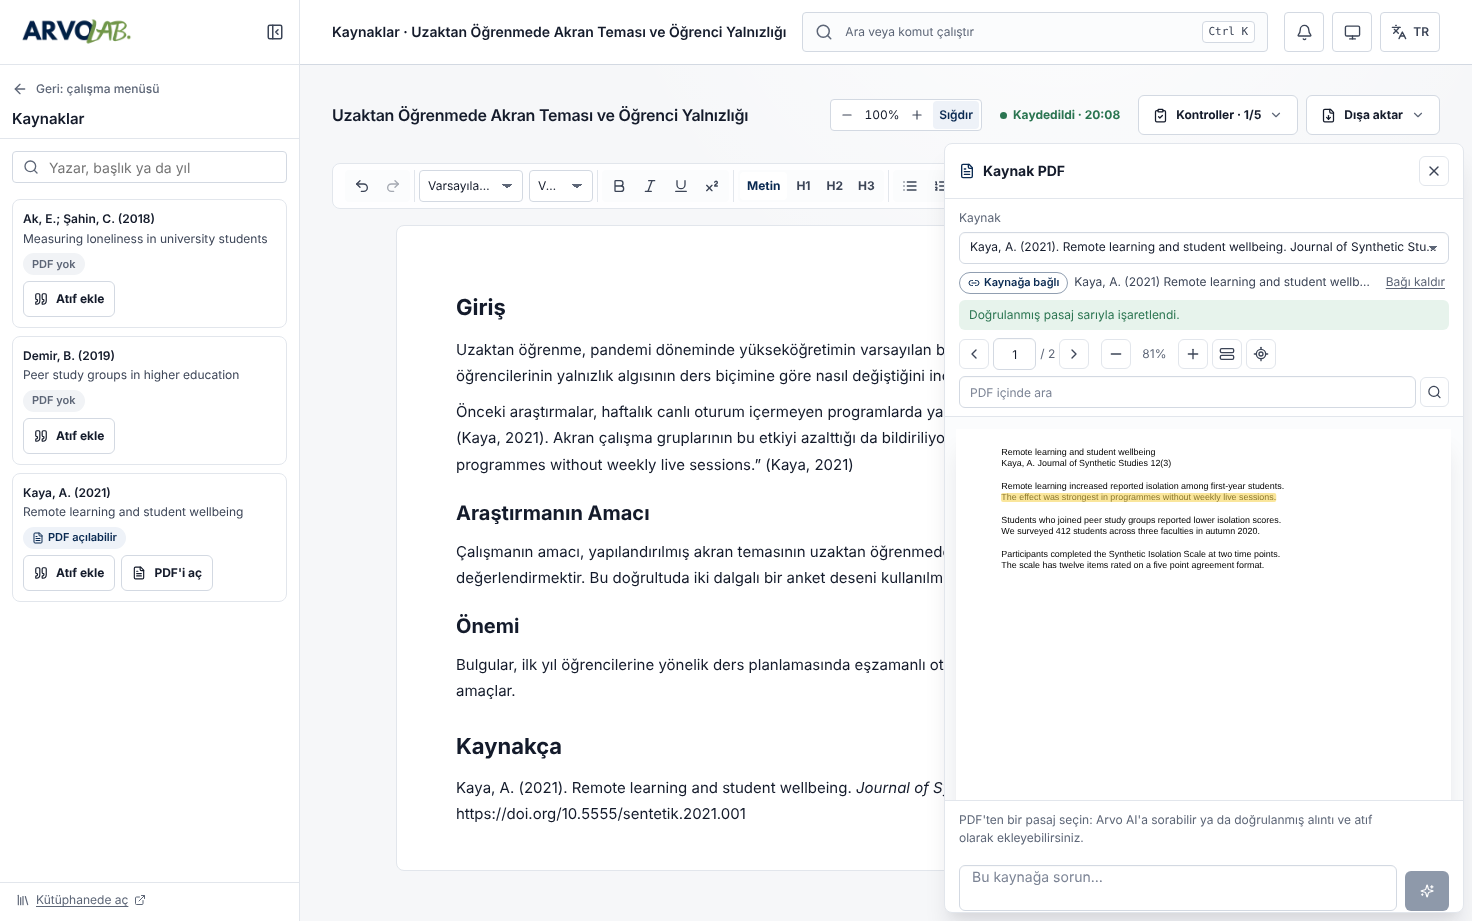 ARVOLAB.
Geri: çalışma menüsü
Kaynaklar
Yazar, başlık ya da yıl
Ak, E.; Şahin, C. (2018)
Measuring loneliness in university students
PDF yok
Atıf ekle
Demir, B. (2019)
Peer study groups in higher education
PDF yok
Atıf ekle
Kaya, A. (2021)
Remote learning and student wellbeing
PDF açılabilir
Atıf ekle PDF'i aç
Kütüphanede aç
Kaynaklar · Uzaktan Öğrenmede Akran Teması ve Öğrenci Yalnızlığı
Ara veya komut çalıştır Ctrl K
TR
Uzaktan Öğrenmede Akran Teması ve Öğrenci Yalnızlığı
100% Sığdır
Kaydedildi · 20:08
Kontroller · 1/5
Dışa aktar
Varsayıla... V... B I U x² Metin H1 H2 H3
Giriş
Uzaktan öğrenme, pandemi döneminde yükseköğretimin varsayılan b
öğrencilerinin yalnızlık algısının ders biçimine göre nasıl değiştiğini in
Önceki araştırmalar, haftalık canlı oturum içermeyen programlarda ya
(Kaya, 2021). Akran çalışma gruplarının bu etkiyi azalttığı da bildiriliyo
programmes without weekly live sessions.” (Kaya, 2021)
Araştırmanın Amacı
Çalışmanın amacı, yapılandırılmış akran temasının uzaktan öğrenmede
değerlendirmektir. Bu doğrultuda iki dalgalı bir anket deseni kullanılm
Önemi
Bulgular, ilk yıl öğrencilerine yönelik ders planlamasında eşzamanlı ot
amaçlar.
Kaynakça
Kaya, A. (2021). Remote learning and student wellbeing. Journal of S
https://doi.org/10.5555/sentetik.2021.001
Kaynak PDF
Kaynak
Kaya, A. (2021). Remote learning and student wellbeing. Journal of Synthetic Stu...
Kaynağa bağlı Kaya, A. (2021) Remote learning and student wellb... Bağı kaldır
Doğrulanmış pasaj sarıyla işaretlendi.
1 / 2 81%
PDF içinde ara
Remote learning and student wellbeing
Kaya, A. Journal of Synthetic Studies 12(3)
Remote learning increased reported isolation among first-year students.
The effect was strongest in programmes without weekly live sessions.
Students who joined peer study groups reported lower isolation scores.
We surveyed 412 students across three faculties in autumn 2020.
Participants completed the Synthetic Isolation Scale at two time points.
The scale has twelve items rated on a five point agreement format.
PDF'ten bir pasaj seçin: Arvo AI'a sorabilir ya da doğrulanmış alıntı ve atıf
olarak ekleyebilirsiniz.
Bu kaynağa sorun...